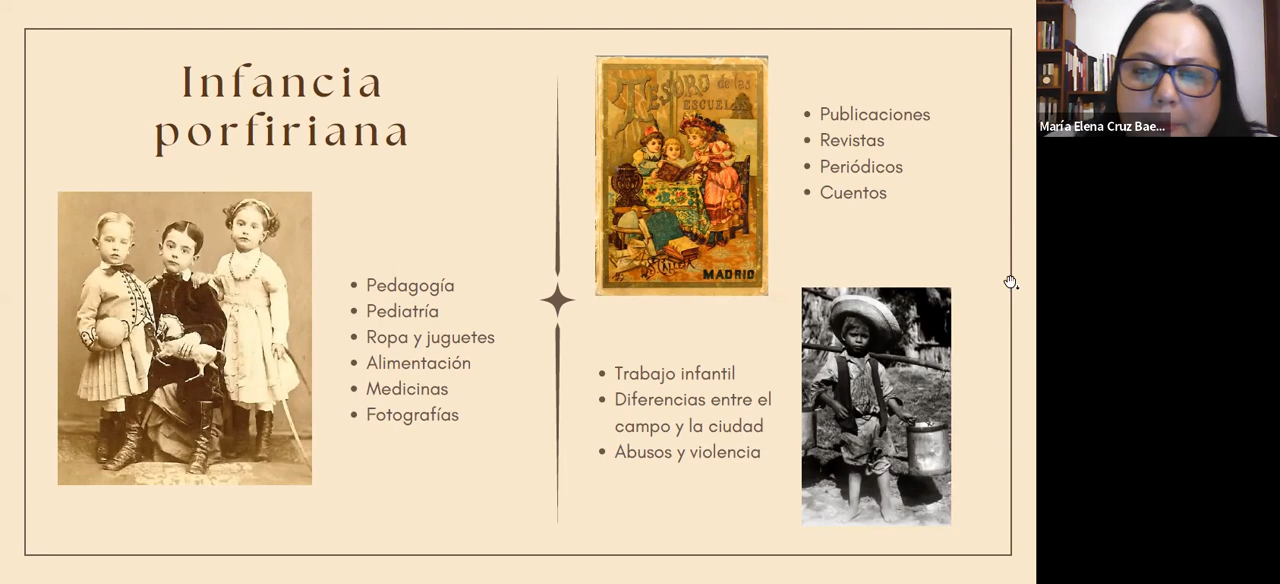 Infancia
porfiriana
• Pedagogía
• Pediatría
• Ropa y juguetes
• Alimentación
• Medicinas
• Fotografías
TESORO de las
ESCUELAS
S. CALLEJA
MADRID
• Publicaciones
• Revistas
• Periódicos
• Cuentos
• Trabajo infantil
• Diferencias entre el
campo y la ciudad
• Abusos y violencia
María Elena Cruz Bae...